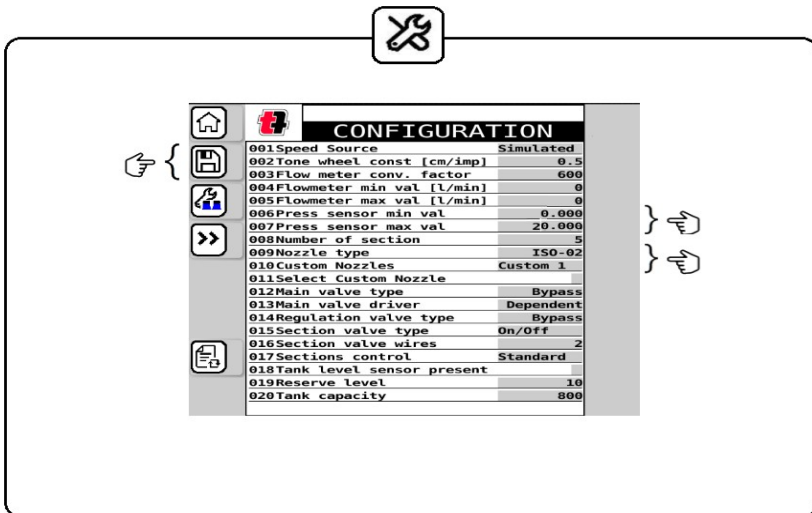 CONFIGURATION
001Speed Source Simulated
002Tone wheel const [cm/imp] 0.5
003Flow meter conv. factor 600
004Flowmeter min val [l/min] 0
005Flowmeter max val [l/min] 0
006Press sensor min val 0.000
007Press sensor max val 20.000
008Number of section 5
009Nozzle type ISO-02
010Custom Nozzles Custom 1
011Select Custom Nozzle
012Main valve type Bypass
013Main valve driver Dependent
014Regulation valve type Bypass
015Section valve type On/Off
016Section valve wires 2
017Sections control Standard
018Tank level sensor present
019Reserve level 10
020Tank capacity 800